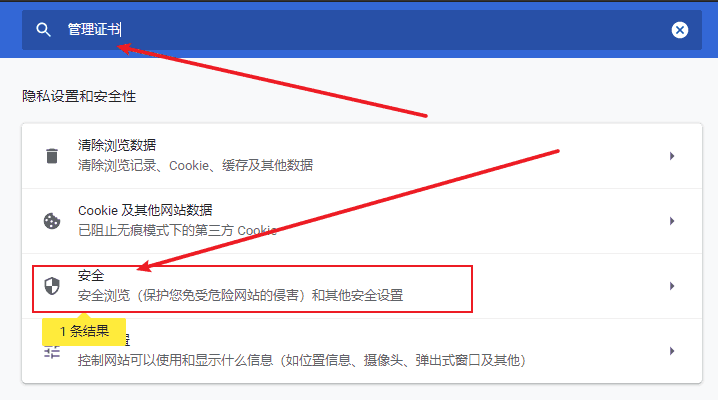 管理证书
隐私设置和安全性
清除浏览数据
清除浏览记录、Cookie、缓存及其他数据
Cookie 及其他网站数据
已阻止无痕模式下的第三方 Cookie
安全
安全浏览（保护您免受危险网站的侵害）和其他安全设置
1 条结果
置
控制网站可以使用和显示什么信息（如位置信息、摄像头、弹出式窗口及其他）